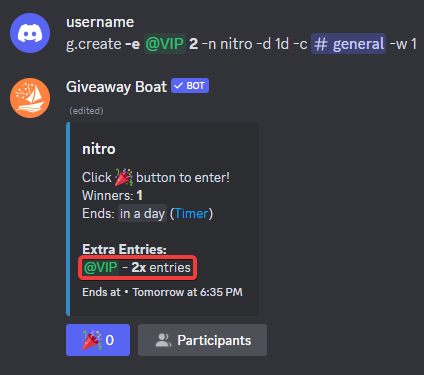 username
g.create -e @VIP 2 -n nitro -d 1d -c # general -w 1
Giveaway Boat ✓ BOT
(edited)
nitro
Click 🎉 button to enter!
Winners: 1
Ends: in a day (Timer)
Extra Entries:
@VIP - 2x entries
Ends at • Tomorrow at 6:35 PM
🎉 0 Participants